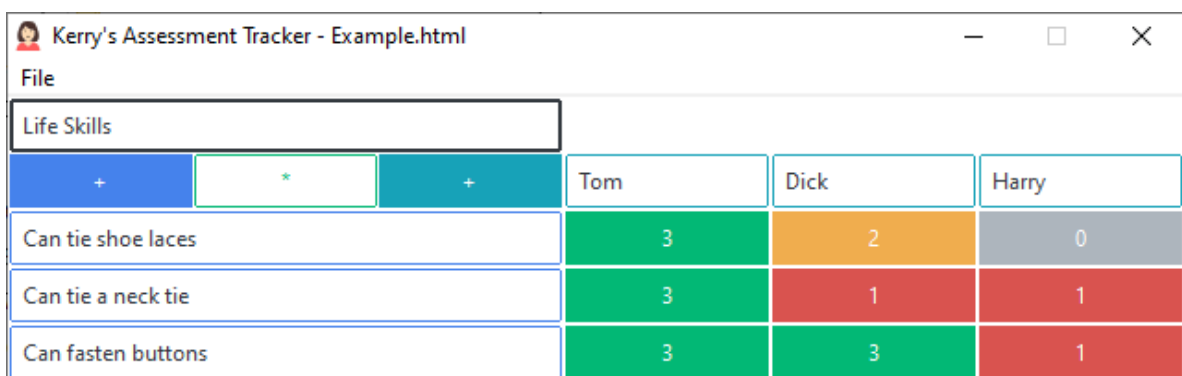 Kerry's Assessment Tracker - Example.html
File
Life Skills
+ * + Tom Dick Harry
Can tie shoe laces 3 2 0
Can tie a neck tie 3 1 1
Can fasten buttons 3 3 1